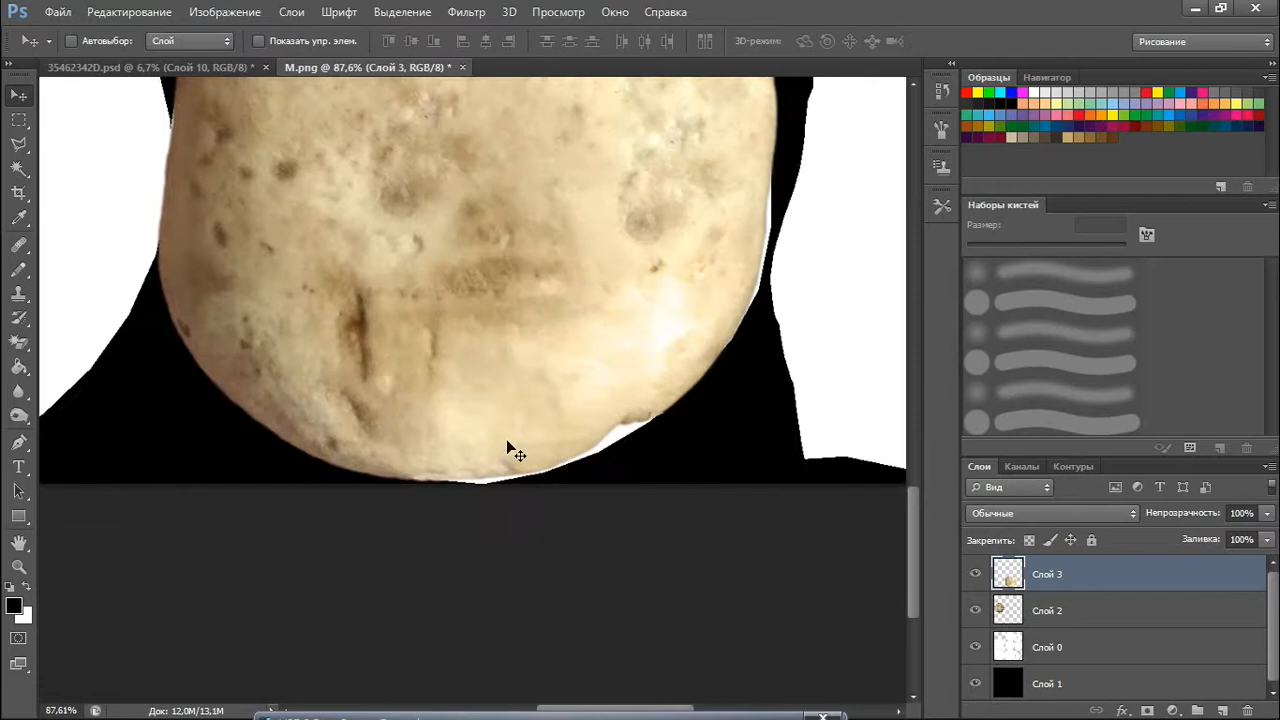 Ps Файл Редактирование Изображение Слои Шрифт Выделение Фильтр 3D Просмотр Окно Справка
Автовыбор: Слой Показать упр. элем. 3D-режим: Рисование
35462342D.psd @ 6,7% (Слой 10, RGB/8) * × M.png @ 87,6% (Слой 3, RGB/8) * ×
Образцы Навигатор
Наборы кистей
Размер:
Слои Каналы Контуры
Вид
Обычные Непрозрачность: 100%
Закрепить: Заливка: 100%
Слой 3
Слой 2
Слой 0
Слой 1
87,61% Док: 12,0M/13,1M